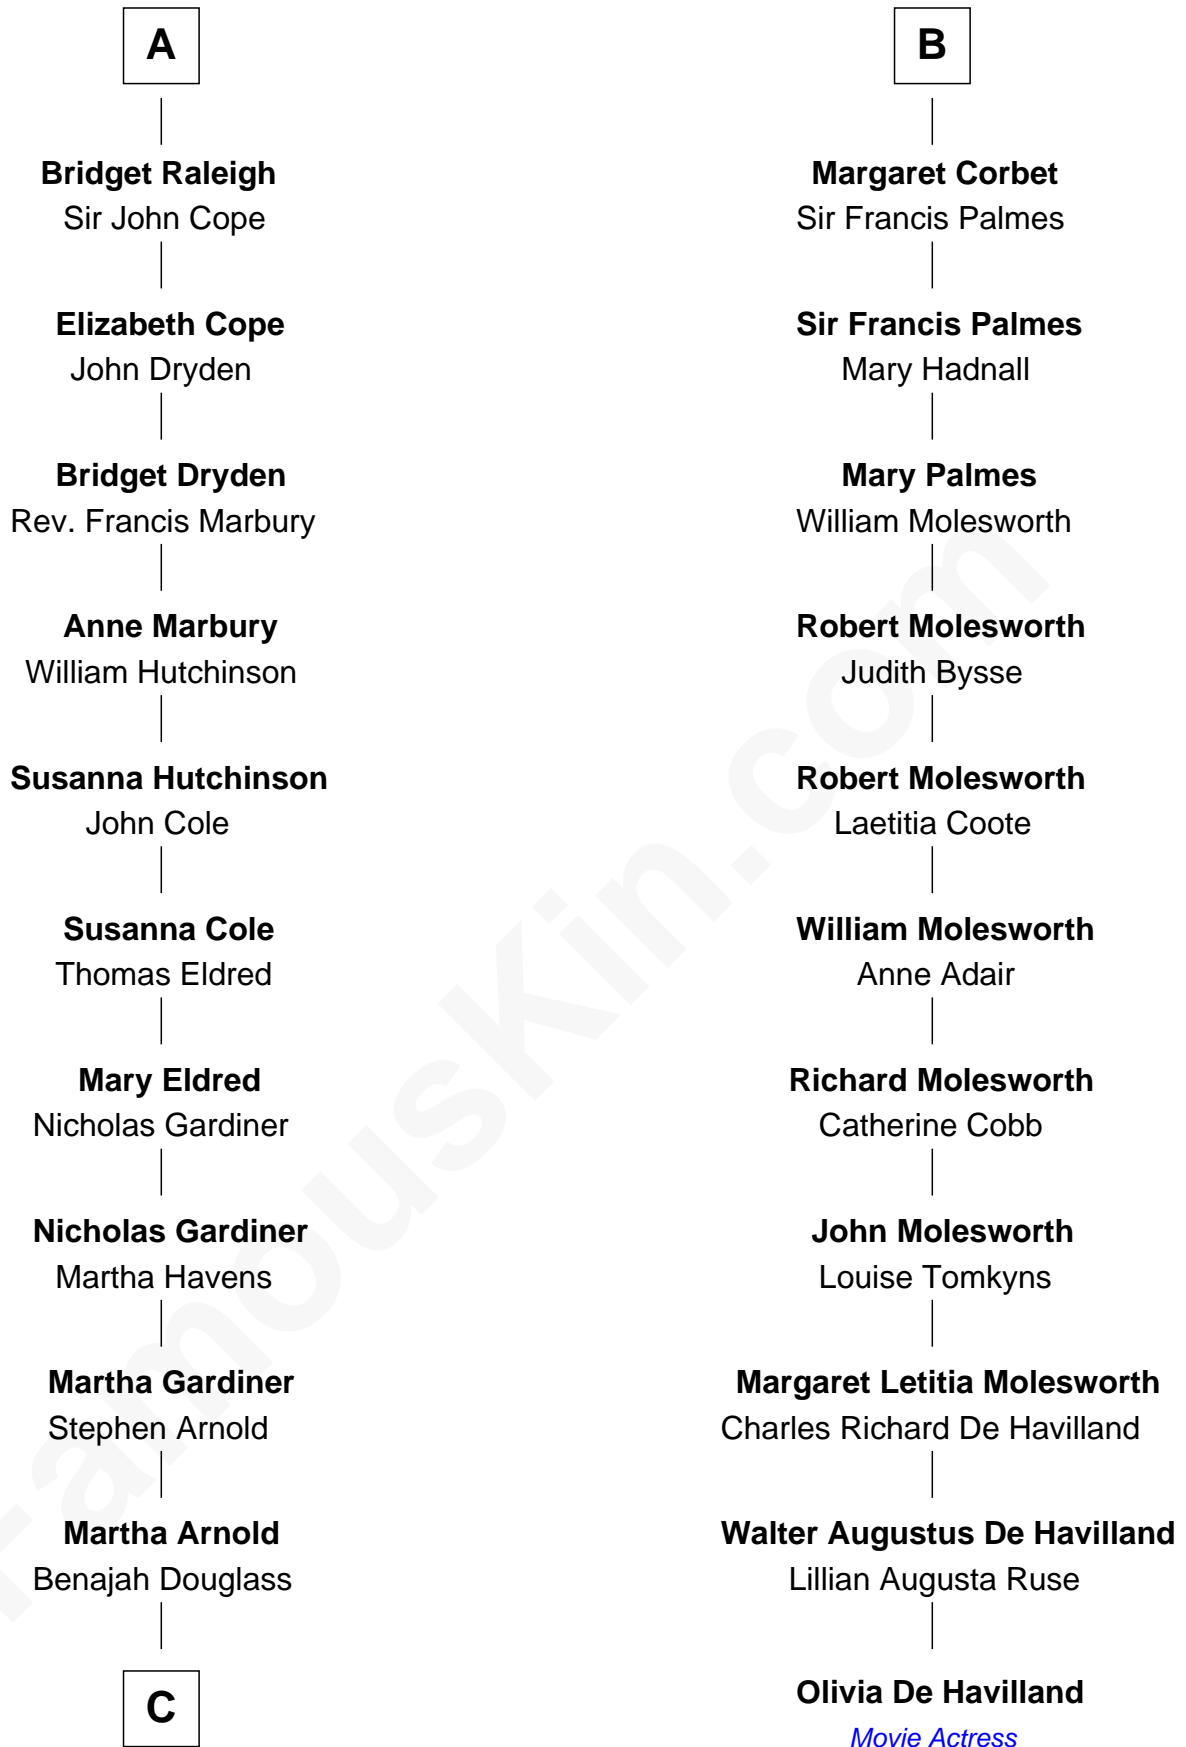 A
Bridget Raleigh
Sir John Cope
Elizabeth Cope
John Dryden
Bridget Dryden
Rev. Francis Marbury
Anne Marbury
William Hutchinson
Susanna Hutchinson
John Cole
Susanna Cole
Thomas Eldred
Mary Eldred
Nicholas Gardiner
Nicholas Gardiner
Martha Havens
Martha Gardiner
Stephen Arnold
Martha Arnold
Benajah Douglass
C
B
Margaret Corbet
Sir Francis Palmes
Sir Francis Palmes
Mary Hadnall
Mary Palmes
William Molesworth
Robert Molesworth
Judith Bysse
Robert Molesworth
Laetitia Coote
William Molesworth
Anne Adair
Richard Molesworth
Catherine Cobb
John Molesworth
Louise Tomkyns
Margaret Letitia Molesworth
Charles Richard De Havilland
Walter Augustus De Havilland
Lillian Augusta Ruse
Olivia De Havilland
Movie Actress
FamousKin.com